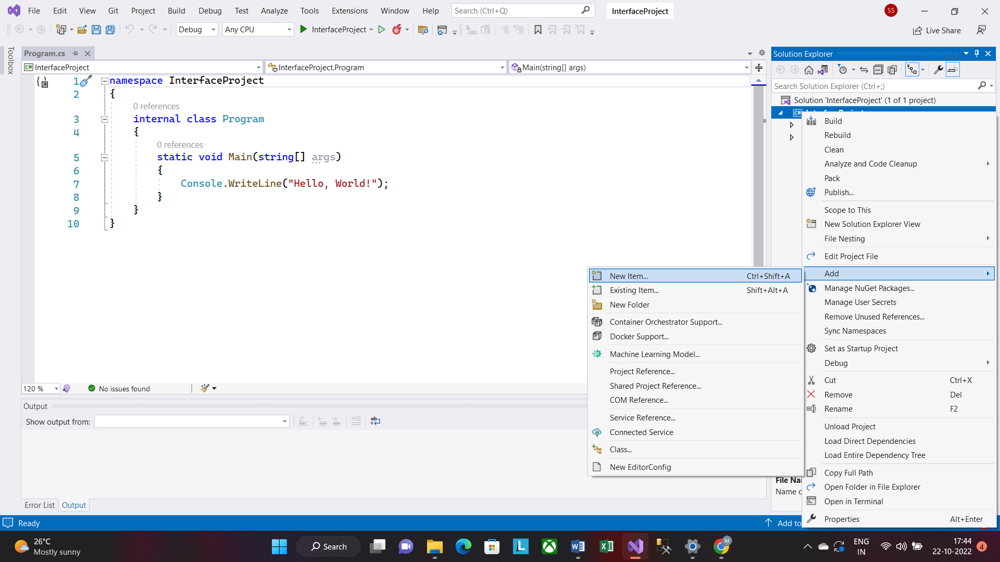 File Edit View Git Project Build Debug Test Analyze Tools Extensions Window Help Search (Ctrl+Q) InterfaceProject SS
Debug Any CPU InterfaceProject Live Share
Toolbox
Program.cs
InterfaceProject InterfaceProject.Program Main(string[] args)
1 namespace InterfaceProject
2 {
0 references
3 internal class Program
4 {
0 references
5 static void Main(string[] args)
6 {
7 Console.WriteLine("Hello, World!");
8 }
9 }
10 }
120 % No issues found
Output
Show output from:
Error List Output
Solution Explorer
Search Solution Explorer (Ctrl+;)
Solution 'InterfaceProject' (1 of 1 project)
Build
Rebuild
Clean
Analyze and Code Cleanup
Pack
Publish...
Scope to This
New Solution Explorer View
File Nesting
Edit Project File
Add
Manage NuGet Packages...
Manage User Secrets
Remove Unused References...
Sync Namespaces
Set as Startup Project
Debug
Cut Ctrl+X
Remove Del
Rename F2
Unload Project
Load Direct Dependencies
Load Entire Dependency Tree
Copy Full Path
Open Folder in File Explorer
Open in Terminal
Properties Alt+Enter
New Item... Ctrl+Shift+A
Existing Item... Shift+Alt+A
New Folder
Container Orchestrator Support...
Docker Support...
Machine Learning Model...
Project Reference...
Shared Project Reference...
COM Reference...
Service Reference...
Connected Service
Class...
New EditorConfig
File Na
Name
Ready Add to
26°C
Mostly sunny
Search
ENG
IN
17:44
22-10-2022
4